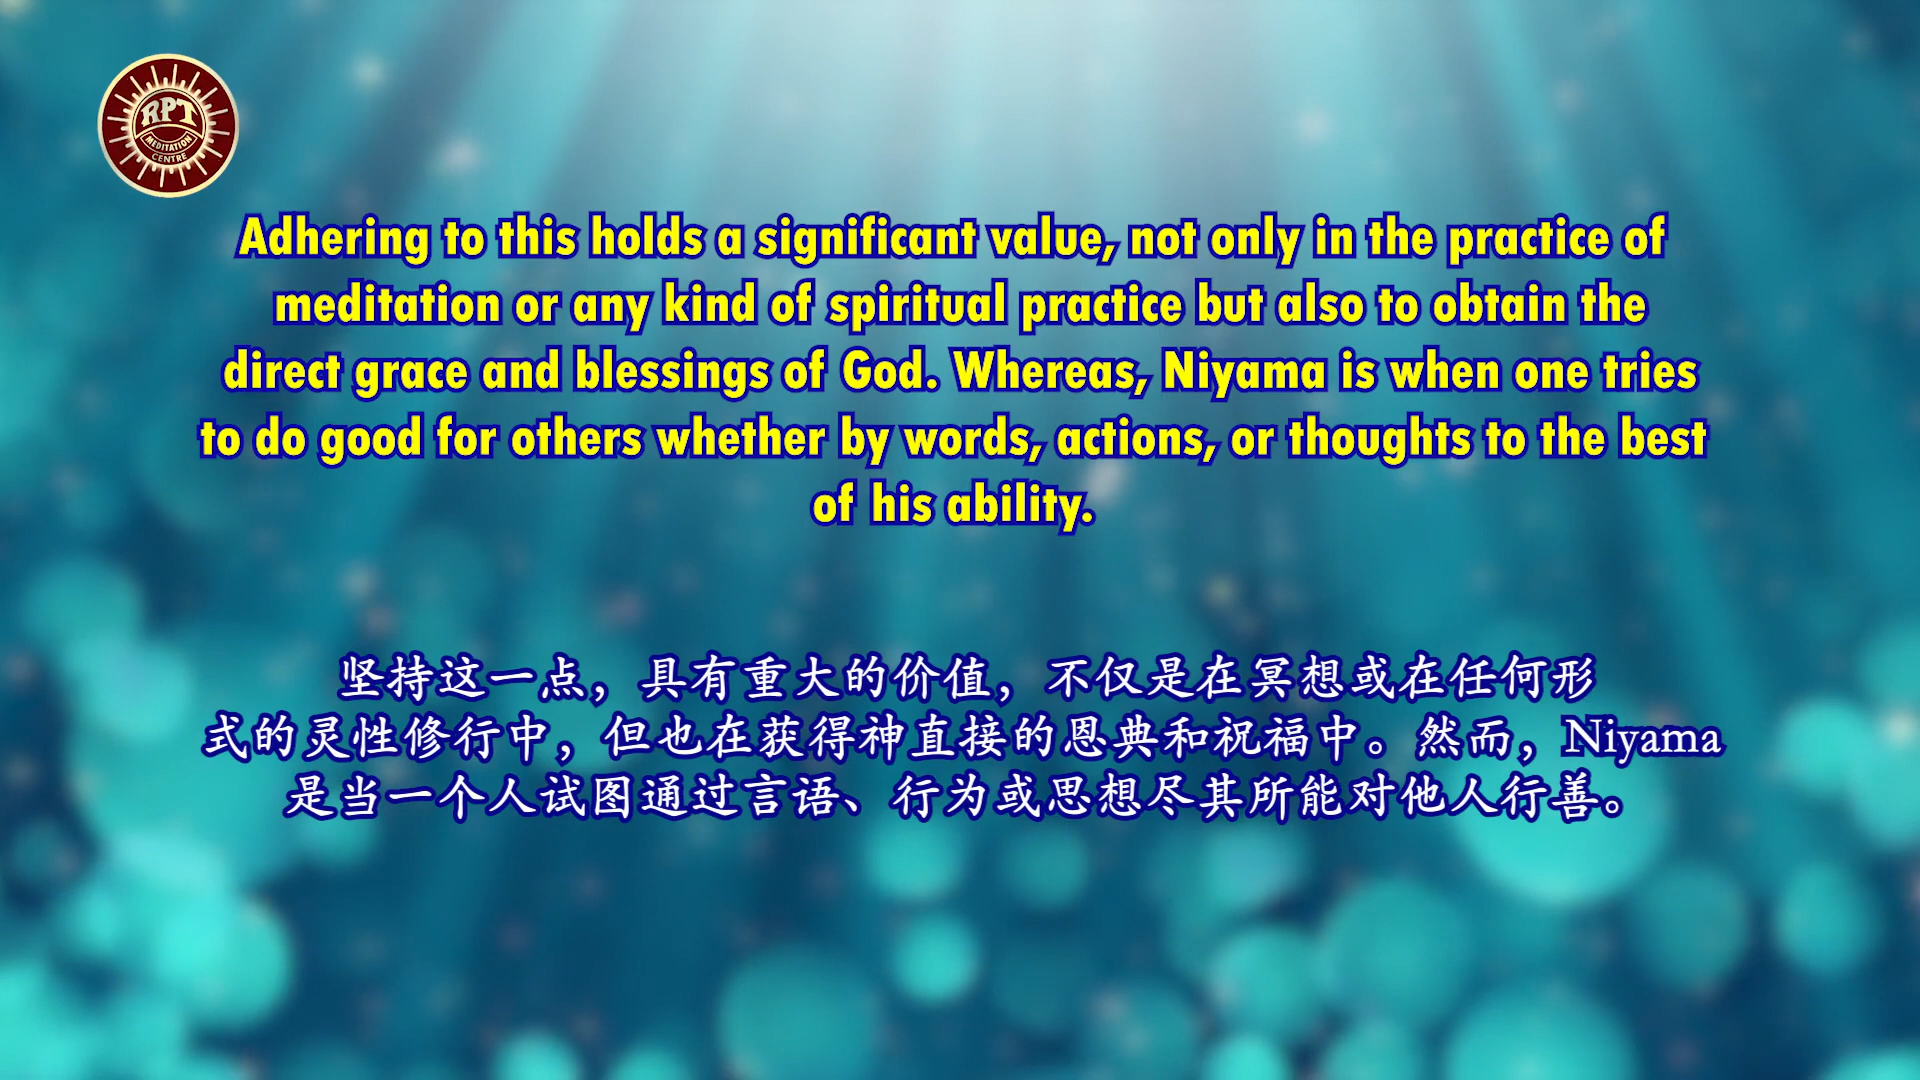 RPT
MEDITATION
CENTRE
Adhering to this holds a significant value, not only in the practice of
meditation or any kind of spiritual practice but also to obtain the
direct grace and blessings of God. Whereas, Niyama is when one tries
to do good for others whether by words, actions, or thoughts to the best
of his ability.
坚持这一点，具有重大的价值，不仅是在冥想或在任何形
式的灵性修行中，但也在获得神直接的恩典和祝福中。然而，Niyama
是当一个人试图通过言语、行为或思想尽其所能对他人行善。